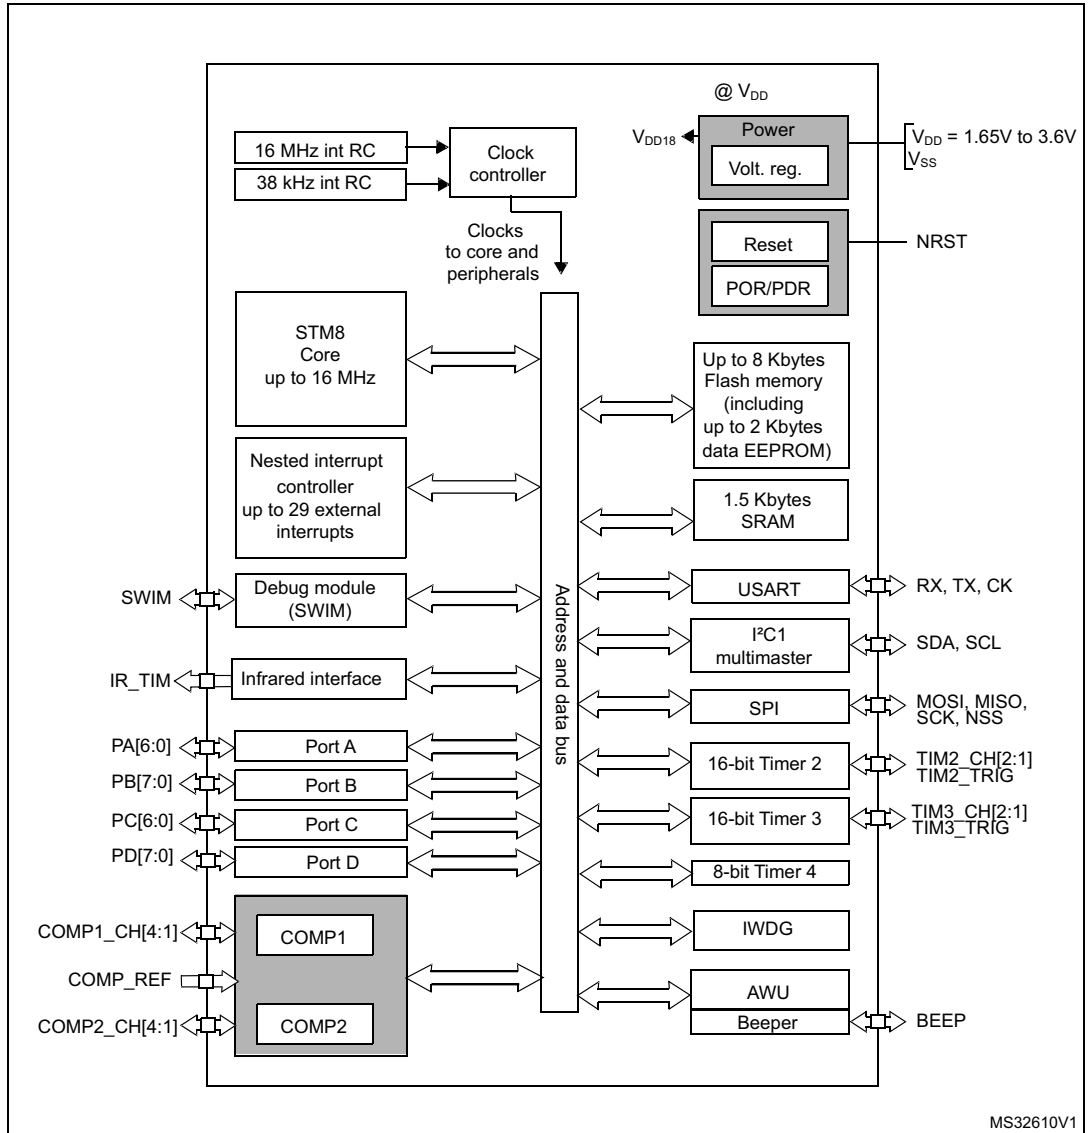 @ VDD
16 MHz int RC
38 kHz int RC
Clock
controller
Clocks
to core and
peripherals
VDD18
Power
Volt. reg.
VDD = 1.65V to 3.6V
VSS
Reset
POR/PDR
NRST
STM8
Core
up to 16 MHz
Nested interrupt
controller
up to 29 external
interrupts
SWIM
Debug module
(SWIM)
IR_TIM
Infrared interface
PA[6:0]
Port A
PB[7:0]
Port B
PC[6:0]
Port C
PD[7:0]
Port D
COMP1_CH[4:1]
COMP1
COMP_REF
COMP2_CH[4:1]
COMP2
Address and data bus
Up to 8 Kbytes
Flash memory
(including
up to 2 Kbytes
data EEPROM)
1.5 Kbytes
SRAM
USART
RX, TX, CK
I²C1
multimaster
SDA, SCL
SPI
MOSI, MISO,
SCK, NSS
16-bit Timer 2
TIM2_CH[2:1]
TIM2_TRIG
16-bit Timer 3
TIM3_CH[2:1]
TIM3_TRIG
8-bit Timer 4
IWDG
AWU
Beeper
BEEP
MS32610V1